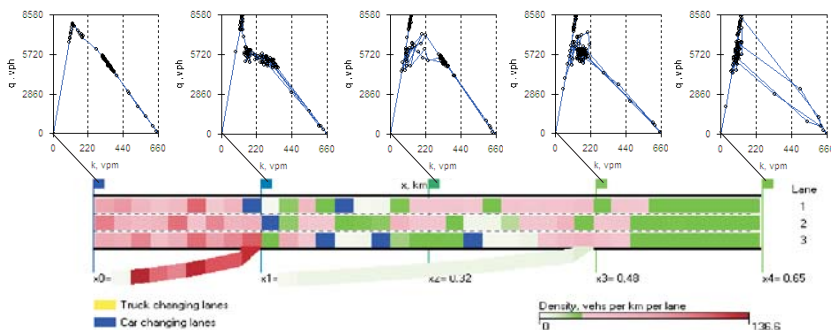 8580 8580 8580 8580 8580
5720 5720 5720 5720 5720
q ,vph q ,vph q ,vph q ,vph q ,vph
2860 2860 2860 2860 2860
0 0 0 0 0
0 220 440 660 0 220 440 660 0 220 440 660 0 220 440 660 0 220 440 660
k, vpm k, vpm k, vpm k, vpm k, vpm
x, km
Lane
1
2
3
x0= x1= x2= 0.32 x3= 0.48 x4= 0.65
Truck changing lanes
Car changing lanes
Density, vehs per km per lane
0 136.6